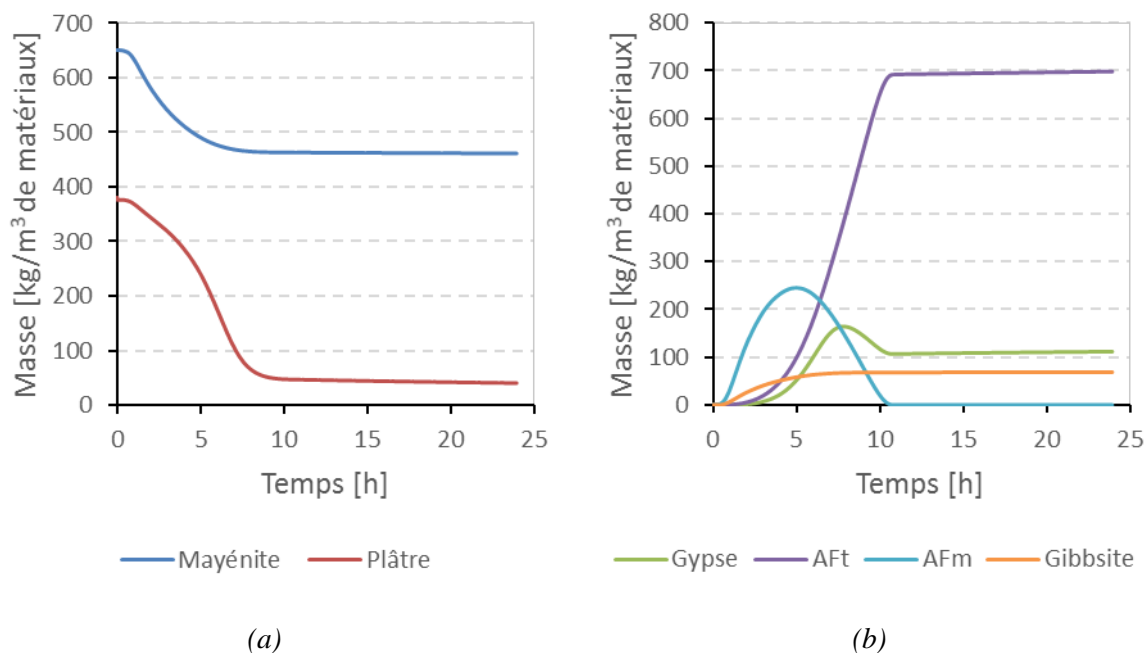 Masse [kg/m³ de matériaux]
700
600
500
400
300
200
100
0
0 5 10 15 20 25
Temps [h]
Mayénite Plâtre
(a)
Masse [kg/m³ de matériaux]
800
700
600
500
400
300
200
100
0
0 5 10 15 20 25
Temps [h]
Gypse AFt AFm Gibbsite
(b)